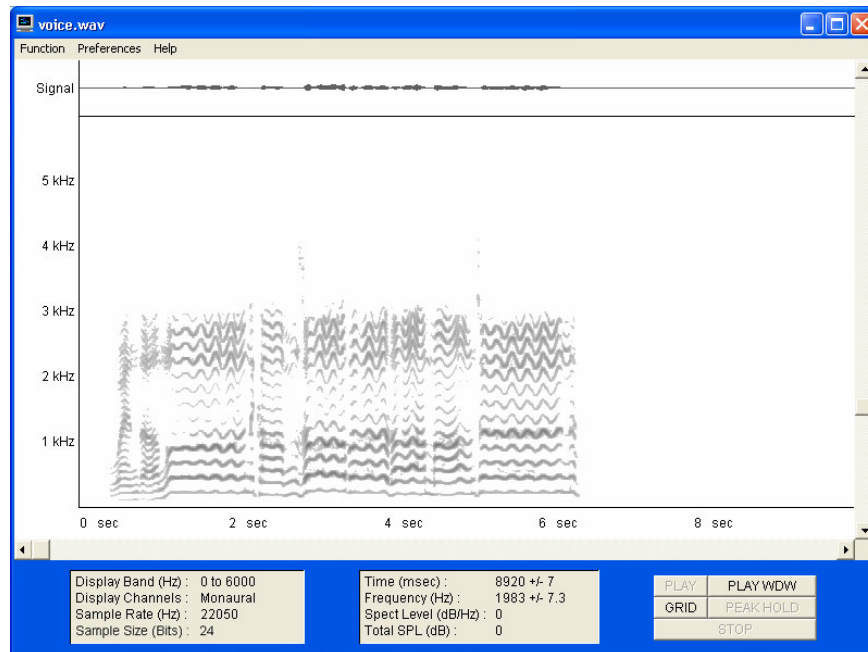 voice.wav
Function Preferences Help
Signal
5 kHz
4 kHz
3 kHz
2 kHz
1 kHz
0 sec 2 sec 4 sec 6 sec 8 sec
Display Band (Hz) : 0 to 6000
Display Channels : Monaural
Sample Rate (Hz) : 22050
Sample Size (Bits) : 24
Time (msec) : 8920 +/- 7
Frequency (Hz) : 1983 +/- 7.3
Spect Level (dB/Hz) : 0
Total SPL (dB) : 0
PLAY PLAY WDW
GRID PEAK HOLD
STOP